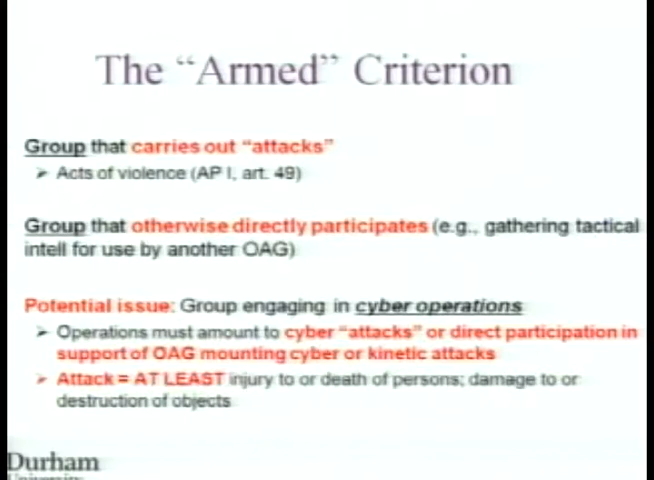 The “Armed” Criterion
Group that carries out “attacks”
➢ Acts of violence (AP I, art. 49)
Group that otherwise directly participates (e.g., gathering tactical
intell for use by another OAG)
Potential issue: Group engaging in cyber operations
➢ Operations must amount to cyber “attacks” or direct participation in
support of OAG mounting cyber or kinetic attacks
➢ Attack = AT LEAST injury to or death of persons; damage to or
destruction of objects
Durham
University